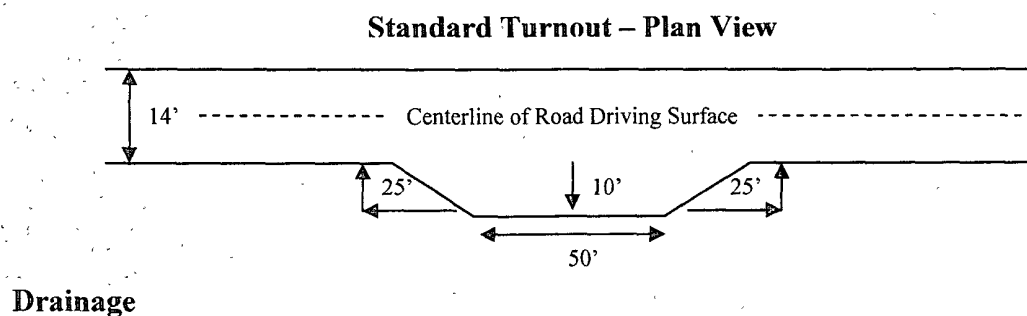 Standard Turnout – Plan View
14’
Centerline of Road Driving Surface
25’
10’
25’
50’
Drainage